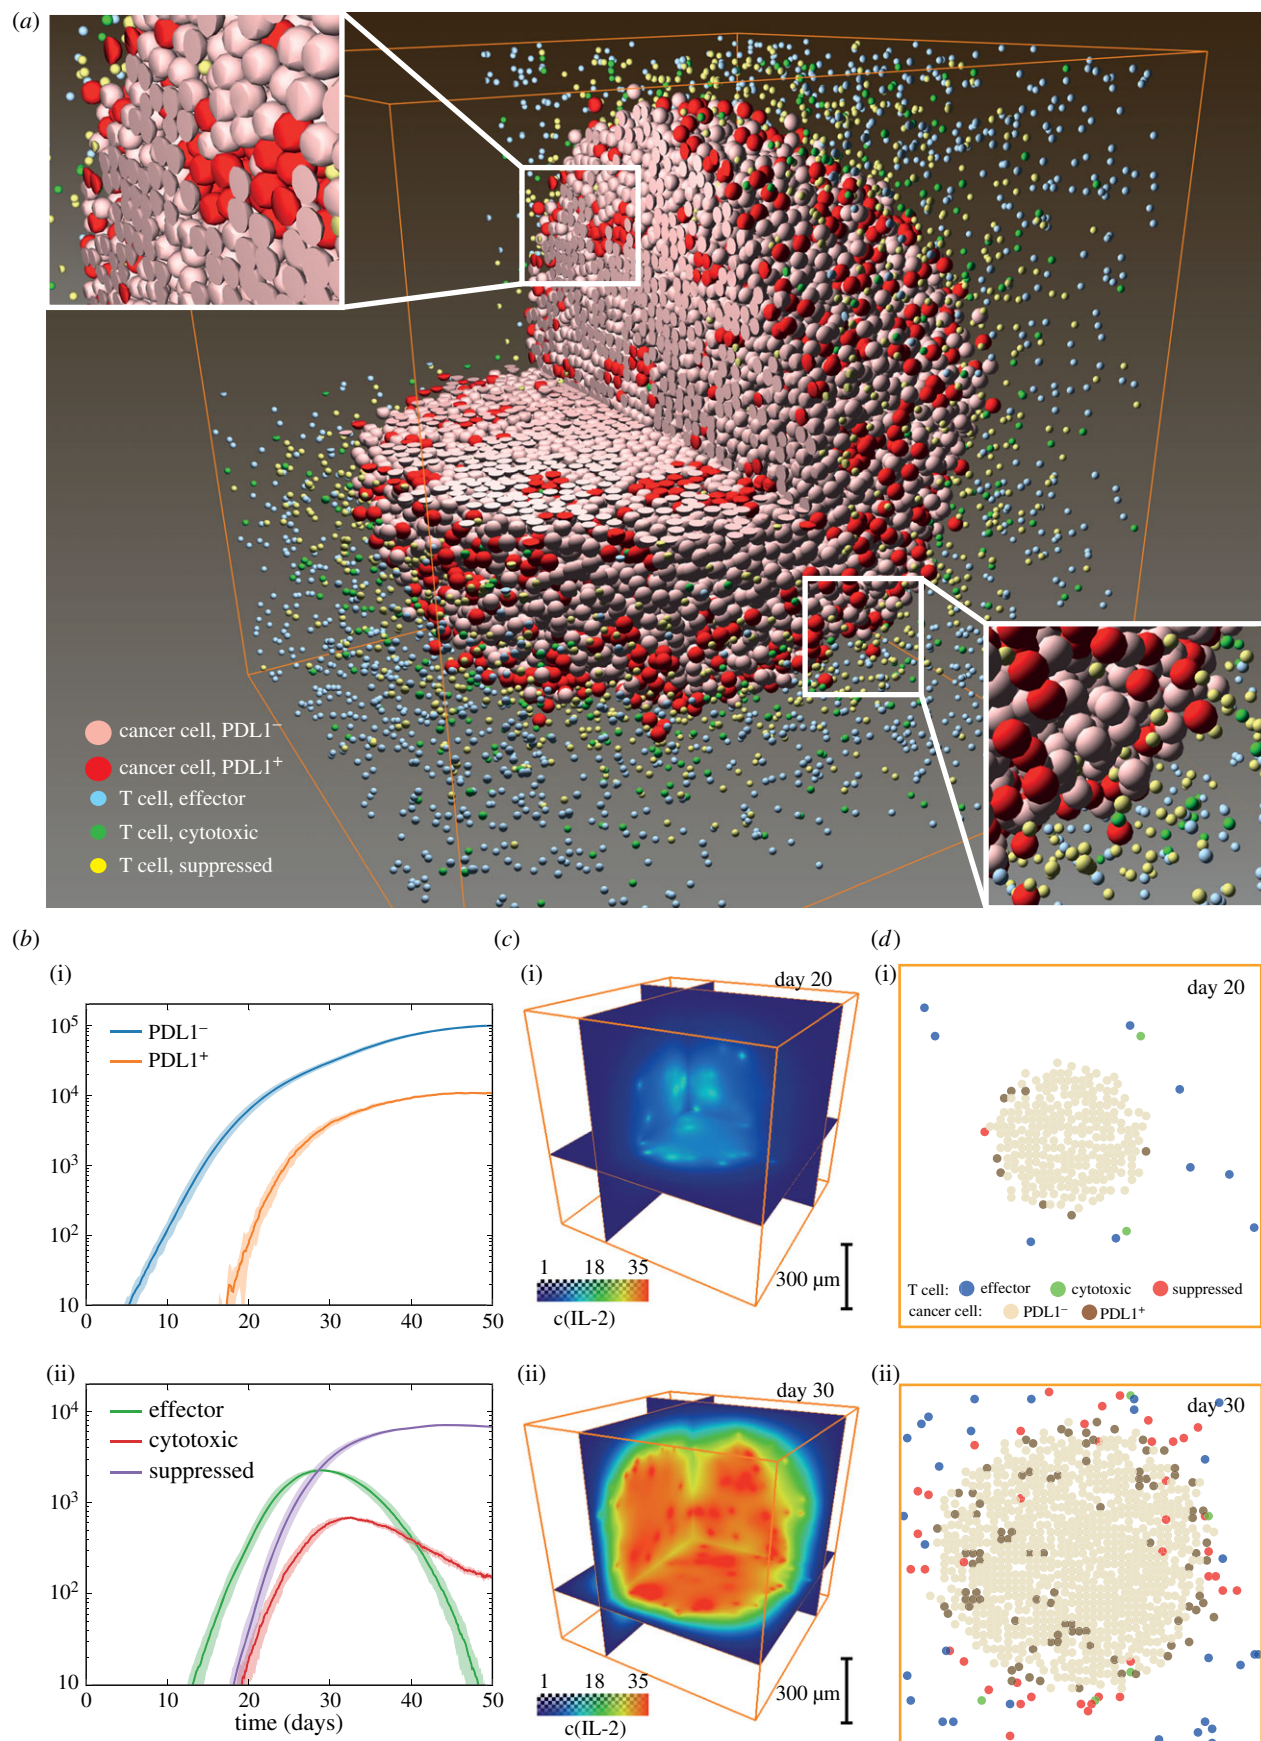 (a)
cancer cell, PDL1⁻
cancer cell, PDL1⁺
T cell, effector
T cell, cytotoxic
T cell, suppressed
(b)
(i)
10⁵
10⁴
10³
10²
10
PDL1⁻
PDL1⁺
0 10 20 30 40 50
(ii)
10⁴
10³
10²
10
effector
cytotoxic
suppressed
0 10 20 30 40 50
time (days)
(c)
(i)
day 20
1 18 35
c(IL-2)
300 µm
(ii)
day 30
1 18 35
c(IL-2)
300 µm
(d)
(i)
day 20
T cell: effector cytotoxic suppressed
cancer cell: PDL1⁻ PDL1⁺
(ii)
day 30